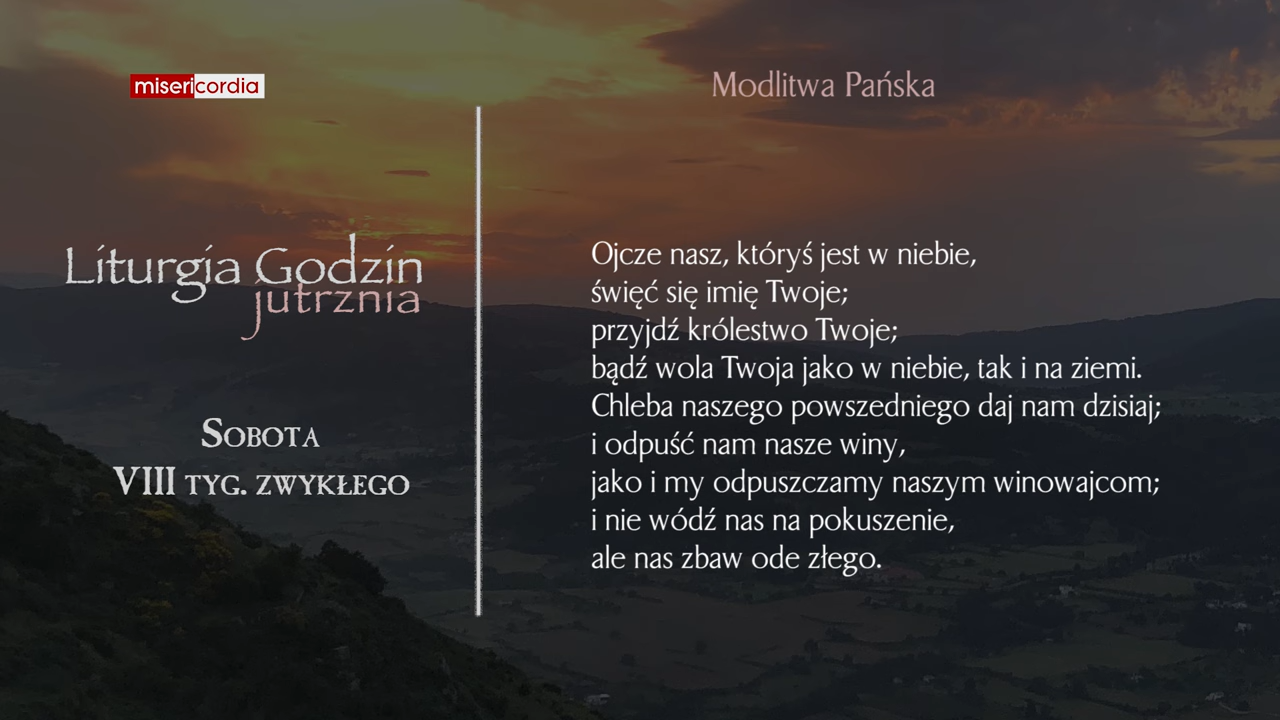 misericordia
Liturgia Godzin
jutrznia
Sobota
VIII tyg. zwykłego
Modlitwa Pańska
Ojcze nasz, któryś jest w niebie,
święć się imię Twoje;
przyjdź królestwo Twoje;
bądź wola Twoja jako w niebie, tak i na ziemi.
Chleba naszego powszedniego daj nam dzisiaj;
i odpuść nam nasze winy,
jako i my odpuszczamy naszym winowajcom;
i nie wódź nas na pokuszenie,
ale nas zbaw ode złego.